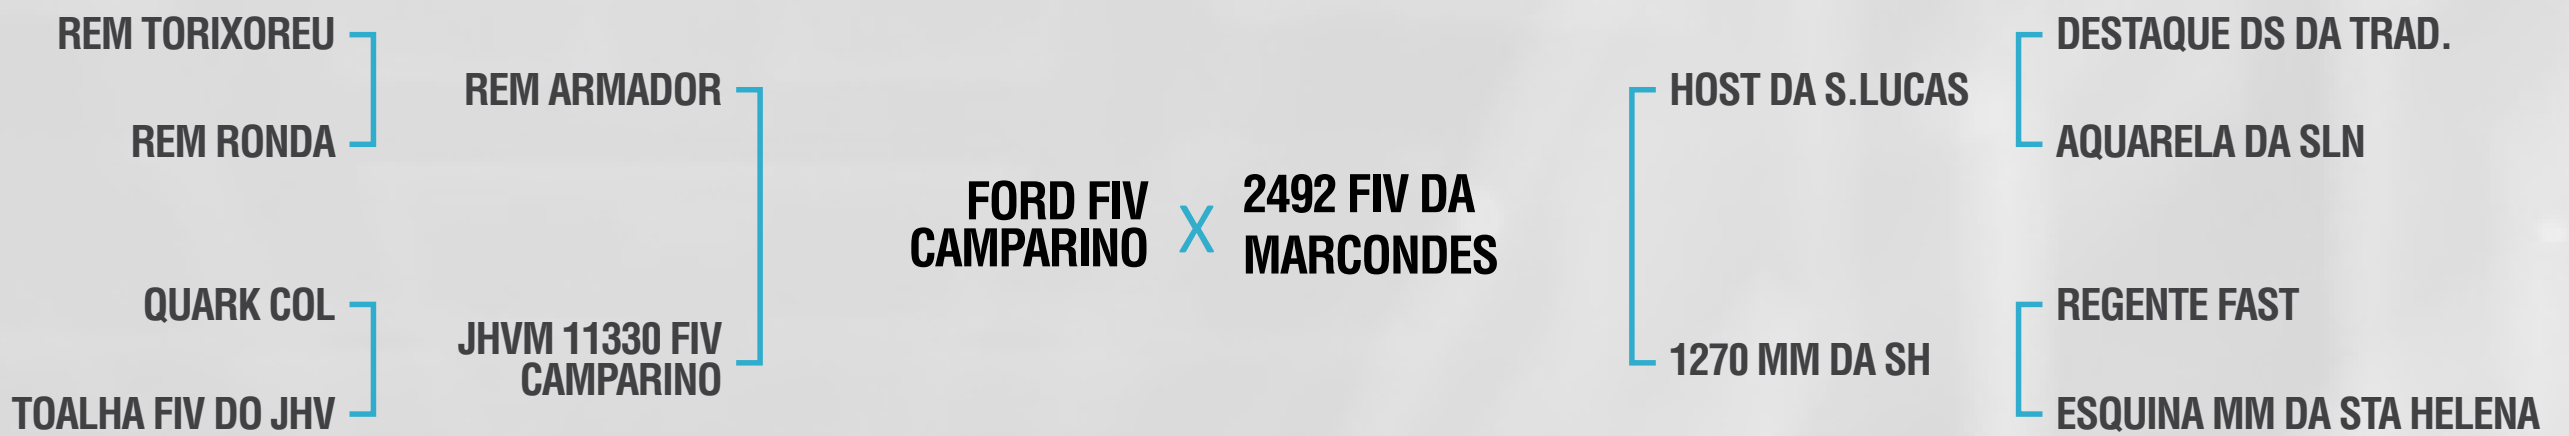 REM TORIXOREU
REM RONDA
QUARK COL
TOALHA FIV DO JHV
REM ARMADOR
JHVM 11330 FIV
CAMPARINO
FORD FIV
CAMPARINO
X
2492 FIV DA
MARCONDES
HOST DA S.LUCAS
1270 MM DA SH
DESTAQUE DS DA TRAD.
AQUARELA DA SLN
REGENTE FAST
ESQUINA MM DA STA HELENA